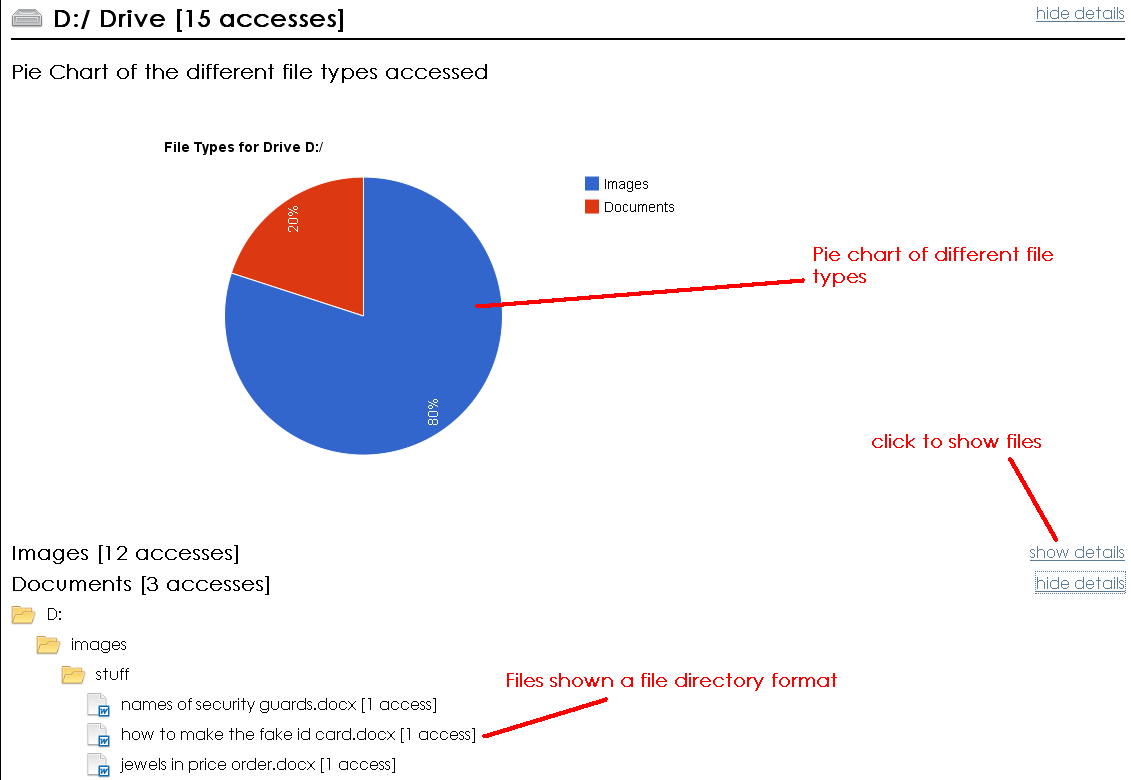 D:/ Drive [15 accesses]
hide details
Pie Chart of the different file types accessed
File Types for Drive D:/
20%
80%
Images
Documents
Pie chart of different file
types
click to show files
Images [12 accesses]
show details
Documents [3 accesses]
hide details
D:
images
stuff
Files shown a file directory format
names of security guards.docx [1 access]
how to make the fake id card.docx [1 access]
jewels in price order.docx [1 access]